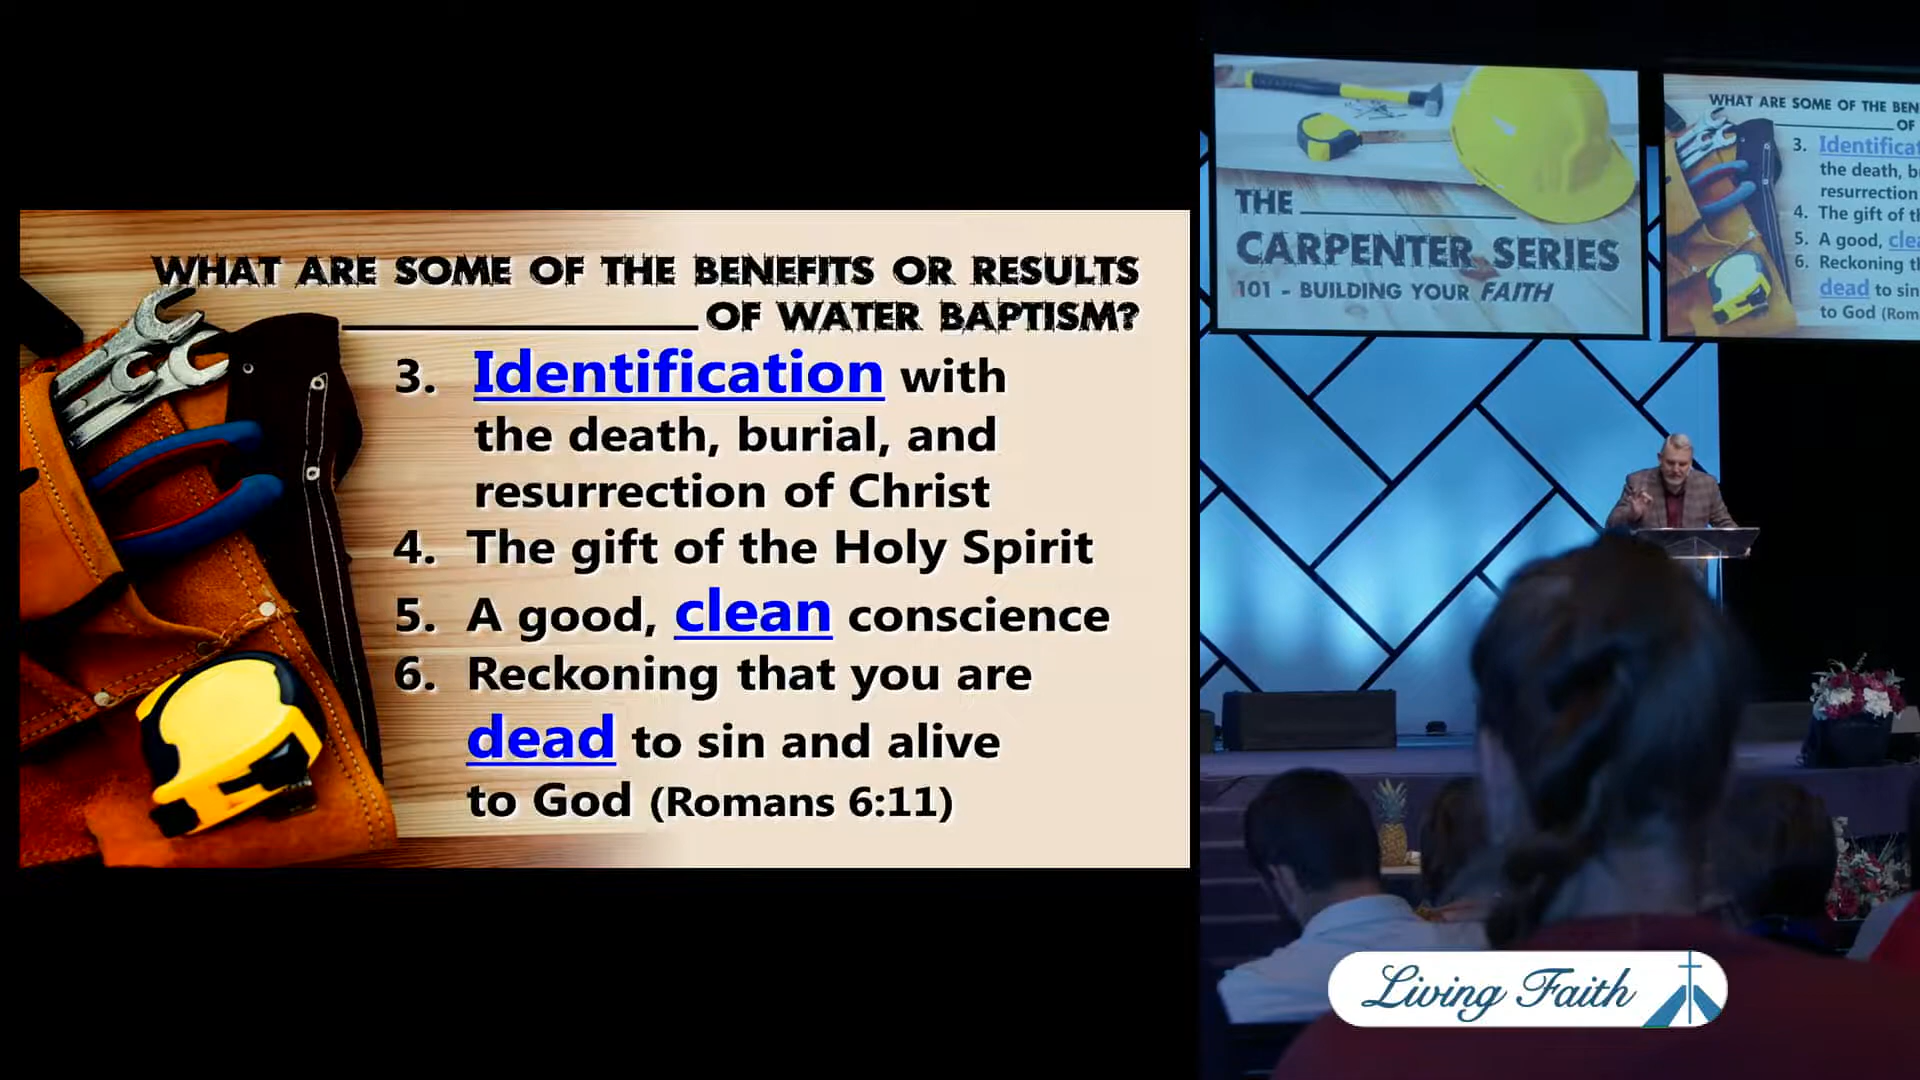 WHAT ARE SOME OF THE BENEFITS OR RESULTS
OF WATER BAPTISM?
3. Identification with
the death, burial, and
resurrection of Christ
4. The gift of the Holy Spirit
5. A good, clean conscience
6. Reckoning that you are
dead to sin and alive
to God (Romans 6:11)
THE
CARPENTER SERIES
101 - BUILDING YOUR FAITH
WHAT ARE SOME OF THE BEN
OF
3. Identificat
the death, b
resurrection
4. The gift of th
5. A good, clea
6. Reckoning th
dead to sin
to God (Rom
Living Faith